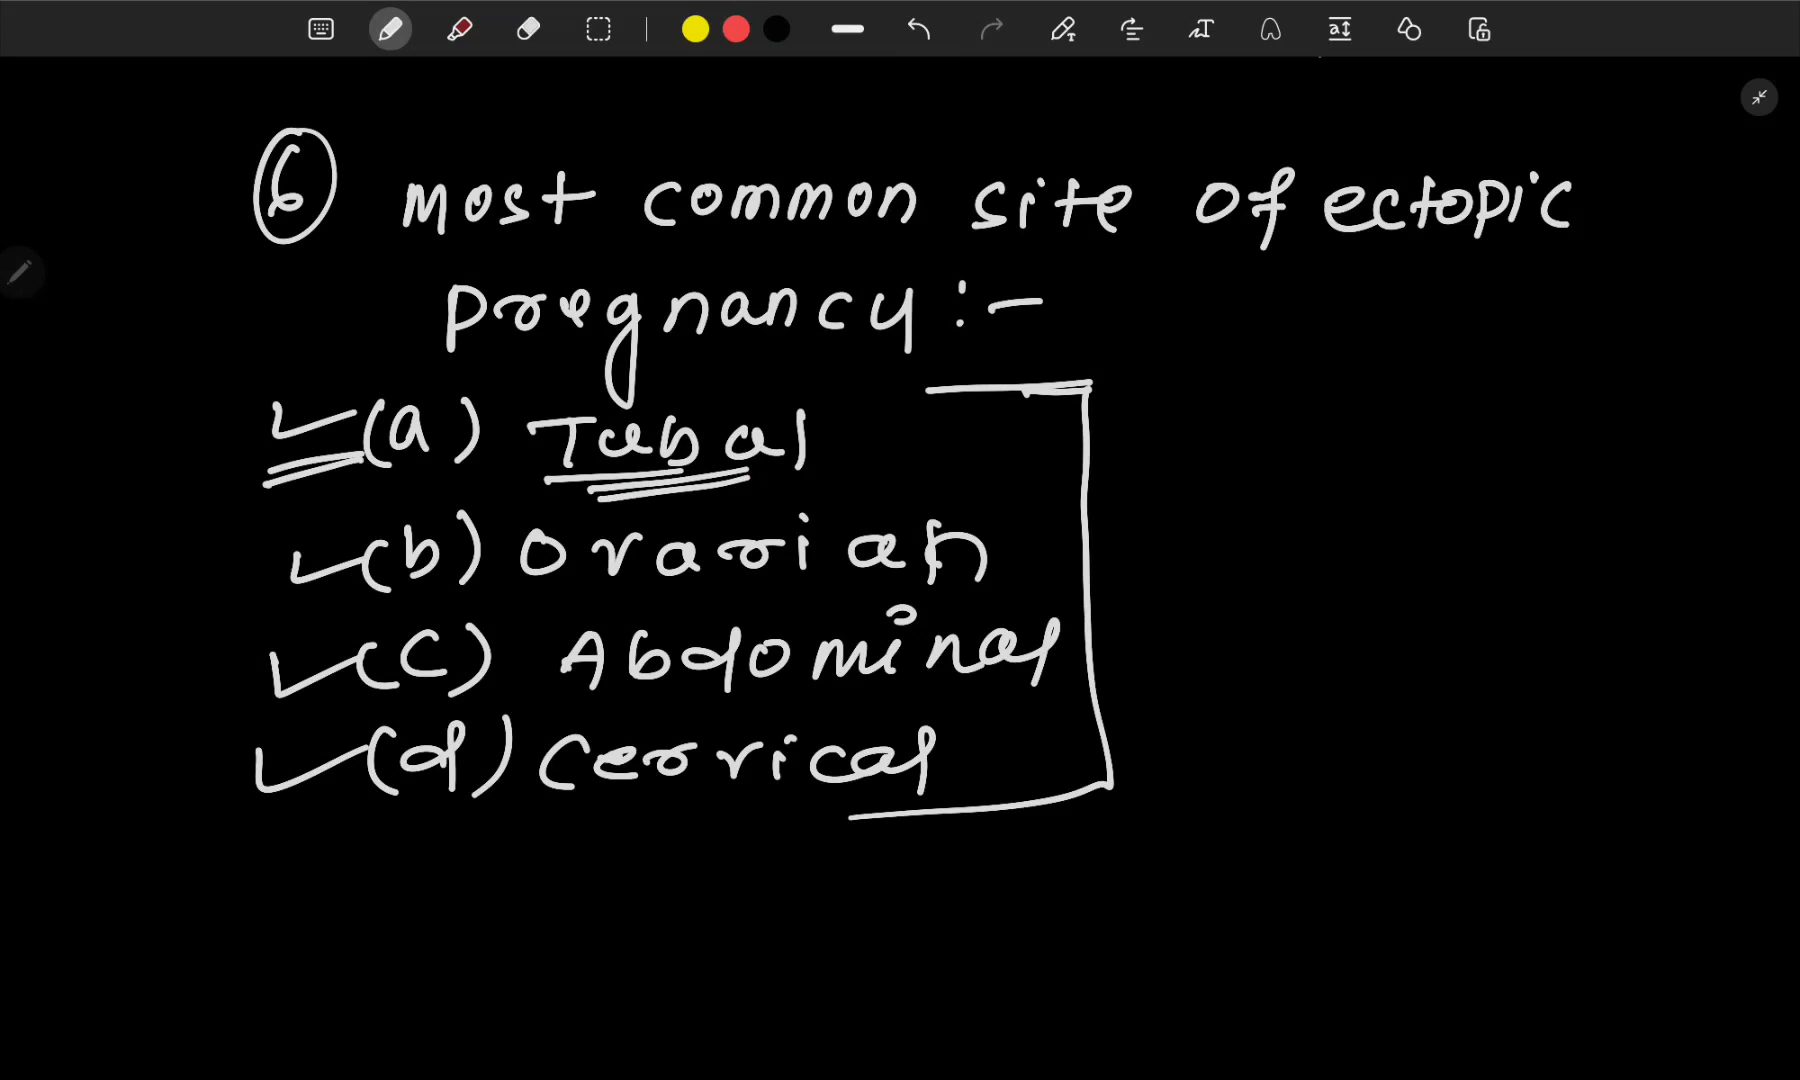 6 most common site of ectopic
pregnancy :-
(a) Tubal
(b) Ovarian
(c) Abdominal
(d) Cervical